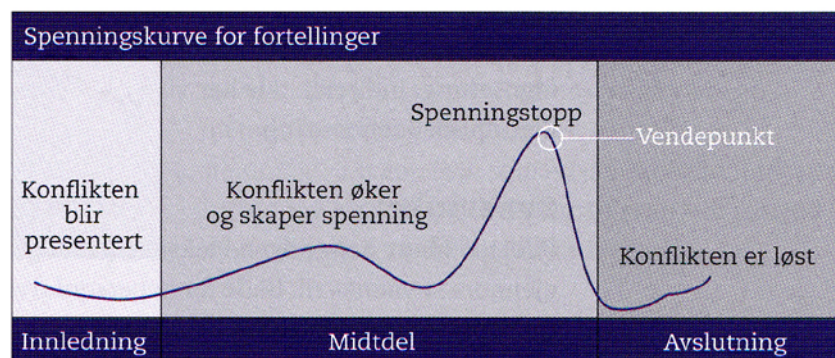 Spenningskurve for fortellinger
Spenningstopp
Vendepunkt
Konflikten
blir
presentert
Konflikten øker
og skaper spenning
Konflikten er løst
Innledning
Midtdel
Avslutning